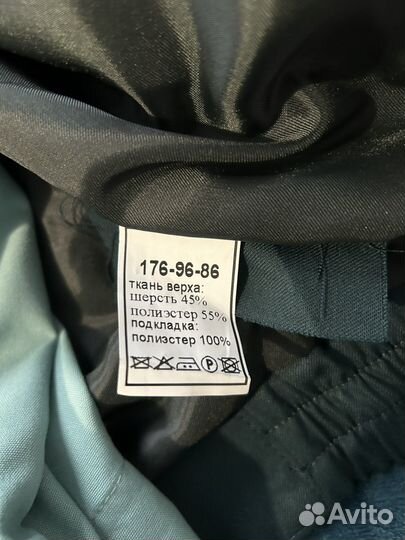 176-96-86
ткань верха:
шерсть 45%
полиэстер 55%
подкладка:
полиэстер 100%
P
Avito